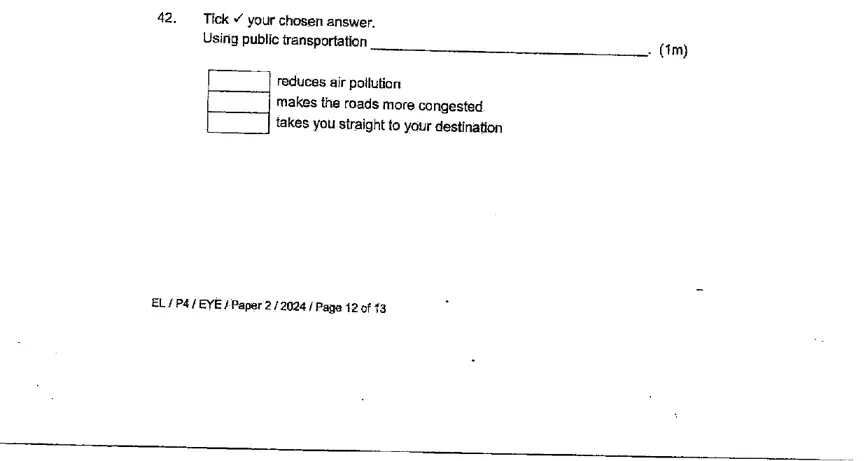 42. Tick ✓ your chosen answer.
Using public transportation ______________________________. (1m)
reduces air pollution
makes the roads more congested
takes you straight to your destination
EL / P4 / EYE / Paper 2 / 2024 / Page 12 of 13